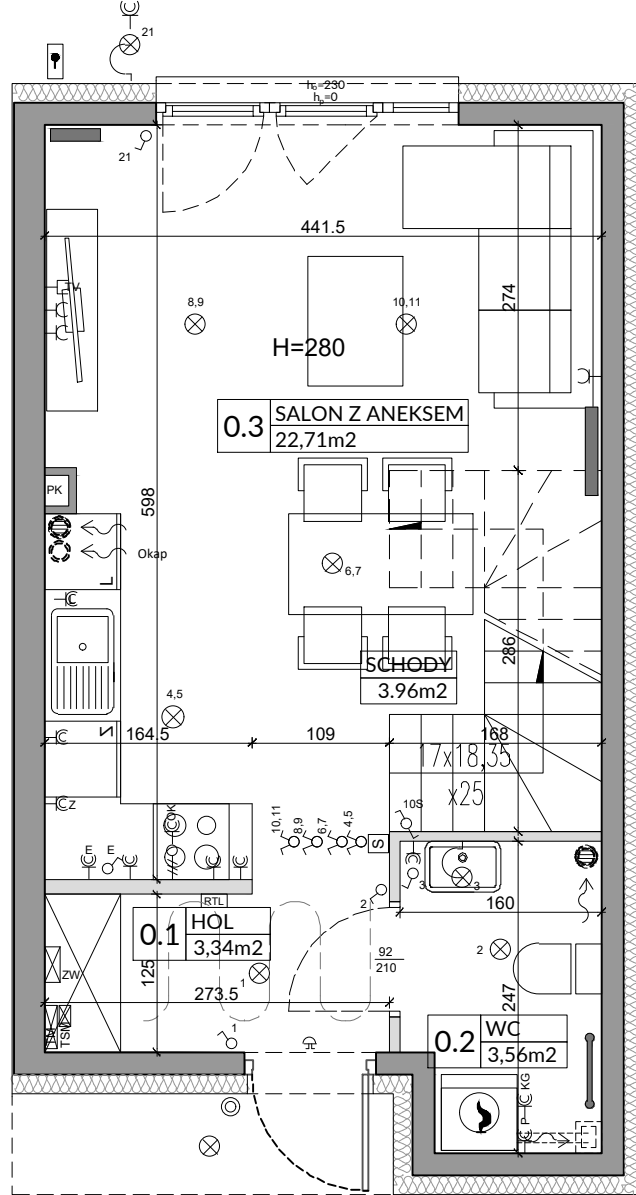 21
h₀=230
hₚ=0
21
441.5
274
TV
8,9
10,11
H=280
0.3
SALON Z ANEKSEM
22,71m2
PK
598
Okap
L
6,7
286
SCHODY
3.96m2
4,5
Z
164.5
109
168
17x18,35
x25
Z
OK
10,11
8,9
6,7
4,5
S
10S
E
E
3
3
2
160
RTL
0.1
HOL
3,34m2
92
210
2
ZW
125
1
273.5
247
TSM
1
0.2
WC
3,56m2
KG
P